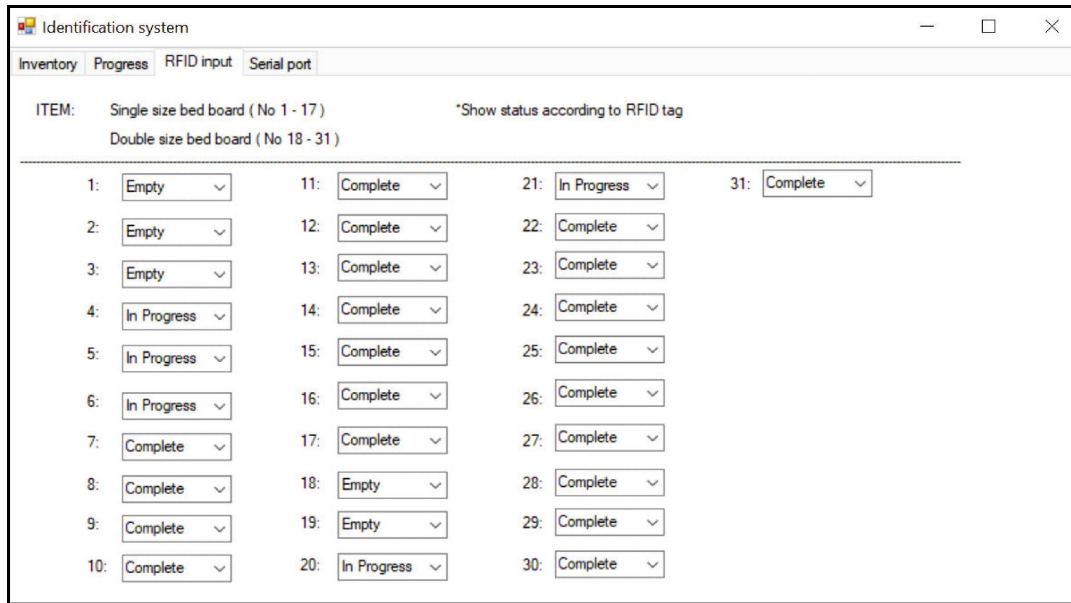 Identification system
Inventory Progress RFID input Serial port
ITEM: Single size bed board ( No 1 - 17 ) *Show status according to RFID tag
Double size bed board ( No 18 - 31 )
1: Empty 11: Complete 21: In Progress 31: Complete
2: Empty 12: Complete 22: Complete
3: Empty 13: Complete 23: Complete
4: In Progress 14: Complete 24: Complete
5: In Progress 15: Complete 25: Complete
6: In Progress 16: Complete 26: Complete
7: Complete 17: Complete 27: Complete
8: Complete 18: Empty 28: Complete
9: Complete 19: Empty 29: Complete
10: Complete 20: In Progress 30: Complete